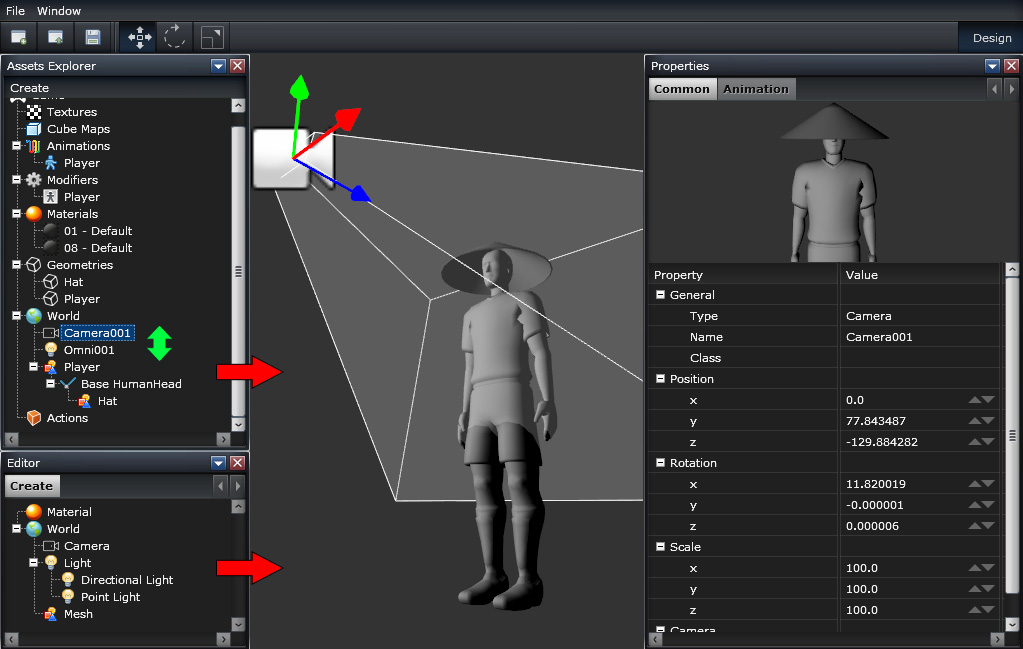 File Window
Design
Assets Explorer
Create
Textures
Cube Maps
Animations
Player
Modifiers
Player
Materials
01 - Default
08 - Default
Geometries
Hat
Player
World
Camera001
Omni001
Player
Base HumanHead
Hat
Actions
Editor
Create
Material
World
Camera
Light
Directional Light
Point Light
Mesh
Properties
Common Animation
Property Value
General
Type Camera
Name Camera001
Class
Position
x 0.0
y 77.843487
z -129.884282
Rotation
x 11.820019
y -0.000001
z 0.000006
Scale
x 100.0
y 100.0
z 100.0
Camera